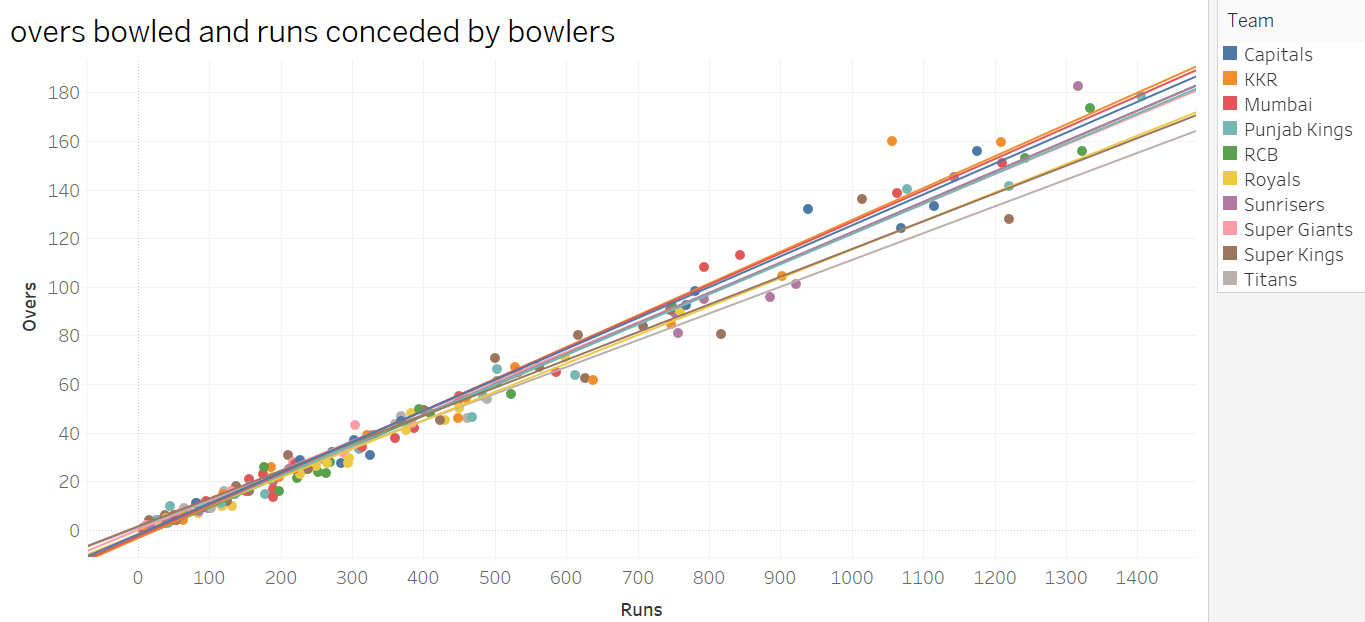 overs bowled and runs conceded by bowlers
Team
Capitals
KKR
Mumbai
Punjab Kings
RCB
Royals
Sunrisers
Super Giants
Super Kings
Titans
Overs
180
160
140
120
100
80
60
40
20
0
0 100 200 300 400 500 600 700 800 900 1000 1100 1200 1300 1400
Runs